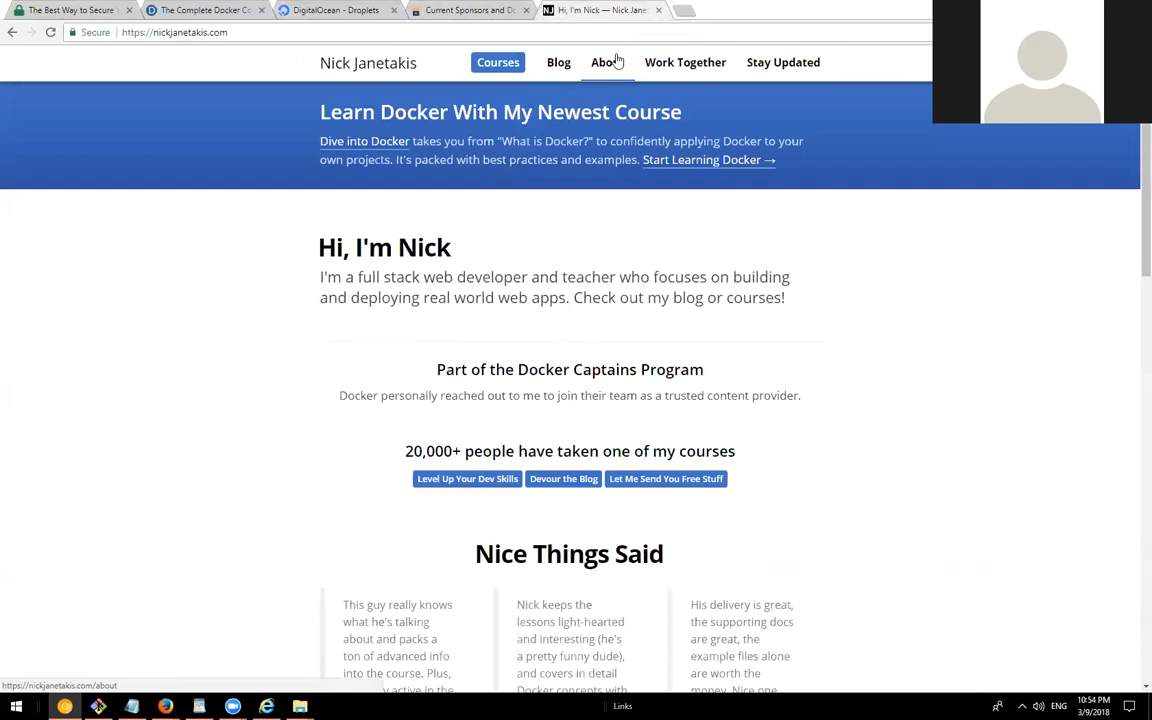 The Best Way to Secure
The Complete Docker Co
DigitalOcean - Droplets
Current Sponsors and Do
Hi, I'm Nick — Nick Jane
Secure
https://nickjanetakis.com
Nick Janetakis
Courses
Blog
About
Work Together
Stay Updated
Learn Docker With My Newest Course
Dive into Docker takes you from "What is Docker?" to confidently applying Docker to your
own projects. It's packed with best practices and examples. Start Learning Docker →
Hi, I'm Nick
I'm a full stack web developer and teacher who focuses on building
and deploying real world web apps. Check out my blog or courses!
Part of the Docker Captains Program
Docker personally reached out to me to join their team as a trusted content provider.
20,000+ people have taken one of my courses
Level Up Your Dev Skills
Devour the Blog
Let Me Send You Free Stuff
Nice Things Said
This guy really knows
what he's talking
about and packs a
ton of advanced info
into the course. Plus,
active in the
Nick keeps the
lessons light-hearted
and interesting (he's
a pretty funny dude),
and covers in detail
Docker concepts with
His delivery is great,
the supporting docs
are great, the
example files alone
are worth the
money. Nice one
https://nickjanetakis.com/about
Links
ENG
10:54 PM
3/9/2018